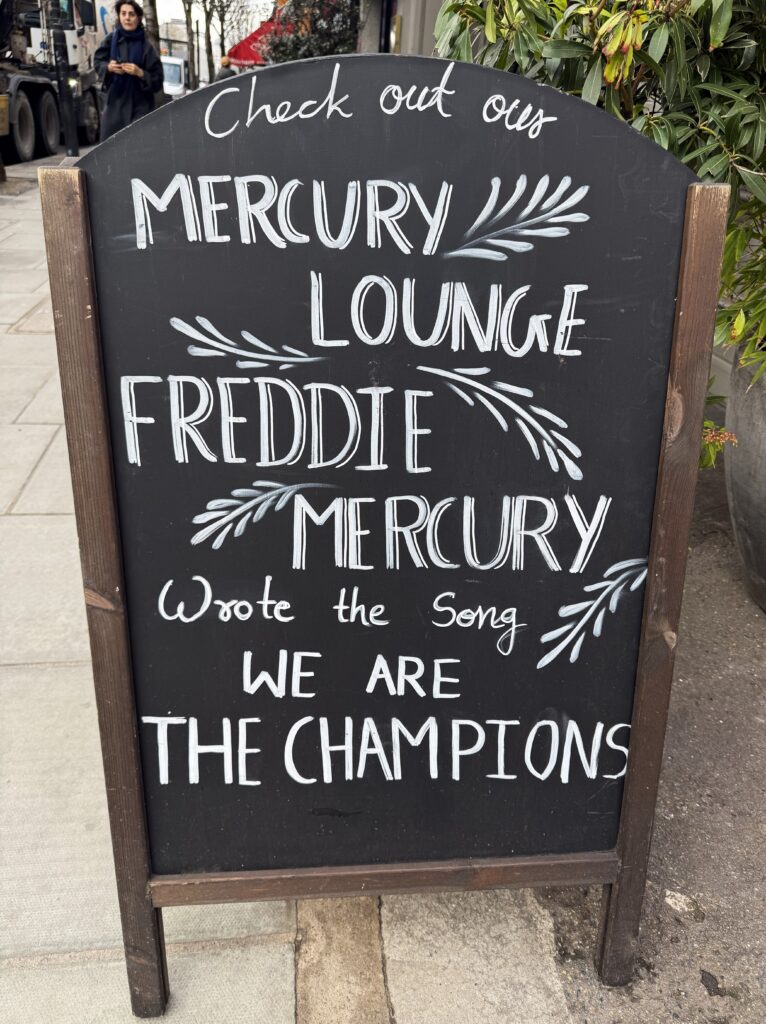 Check out our
MERCURY
LOUNGE
FREDDIE
MERCURY
Wrote the Song
WE ARE
THE CHAMPIONS